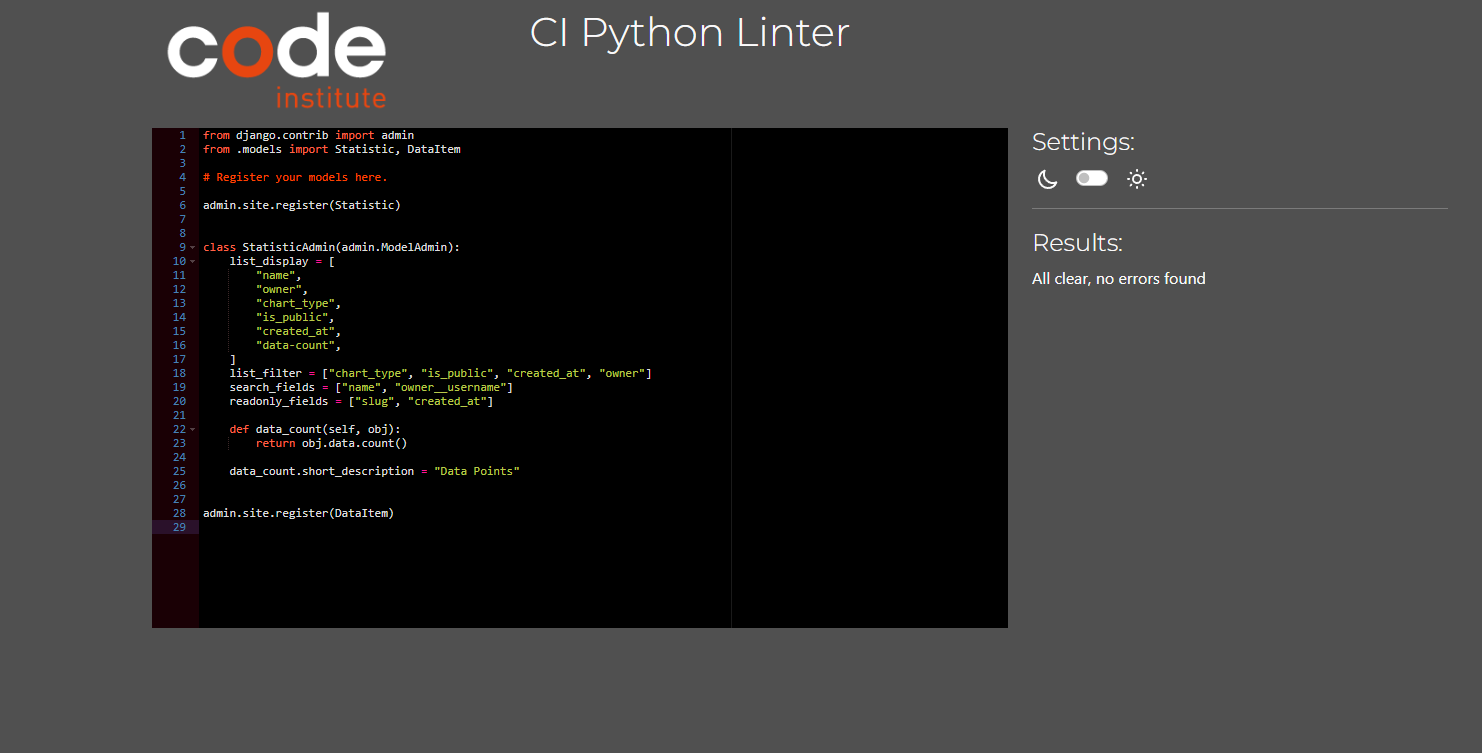 code
institute
CI Python Linter
1 from django.contrib import admin
2 from .models import Statistic, DataItem
3
4 # Register your models here.
5
6 admin.site.register(Statistic)
7
8
9 class StatisticAdmin(admin.ModelAdmin):
10     list_display = [
11         "name",
12         "owner",
13         "chart_type",
14         "is_public",
15         "created_at",
16         "data-count",
17     ]
18     list_filter = ["chart_type", "is_public", "created_at", "owner"]
19     search_fields = ["name", "owner__username"]
20     readonly_fields = ["slug", "created_at"]
21
22     def data_count(self, obj):
23         return obj.data.count()
24
25     data_count.short_description = "Data Points"
26
27
28 admin.site.register(DataItem)
29
Settings:
Results:
All clear, no errors found